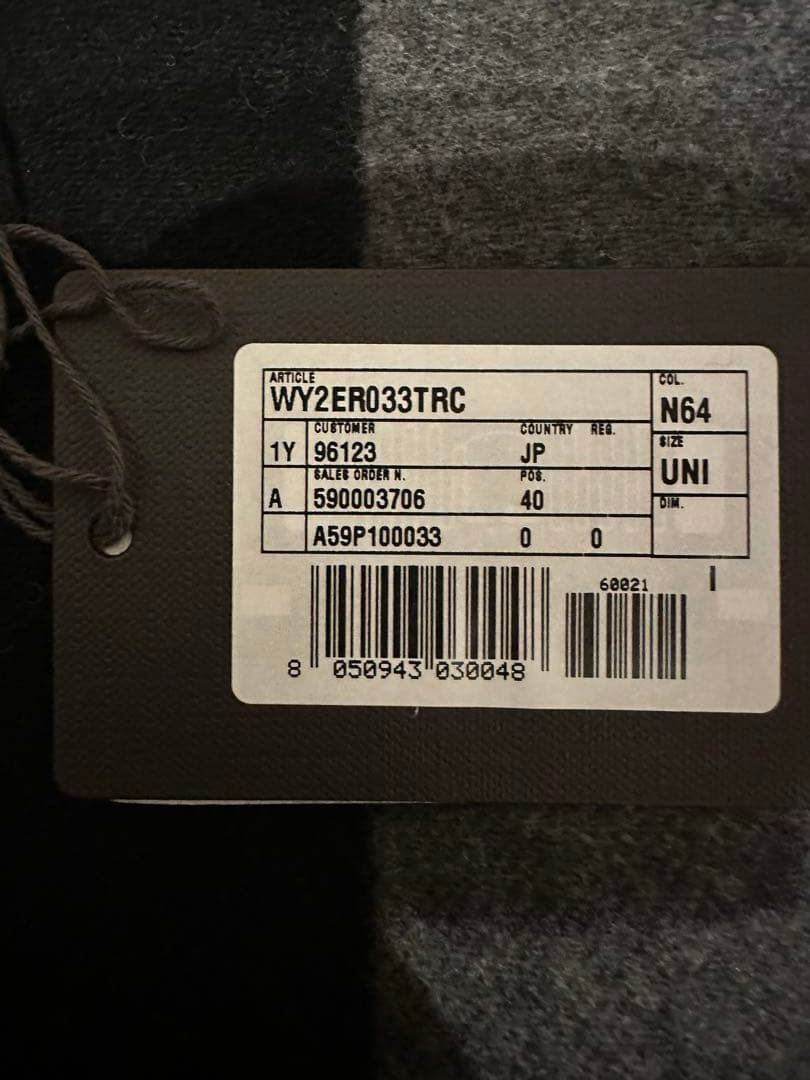 ARTICLE
WY2ER033TRC
COL.
N64
CUSTOMER COUNTRY REG.
1Y 96123 JP
SIZE
UNI
SALES ORDER N. POS.
A 590003706 40
DIM.
A59P100033 0 0
60021
8 050943 030048